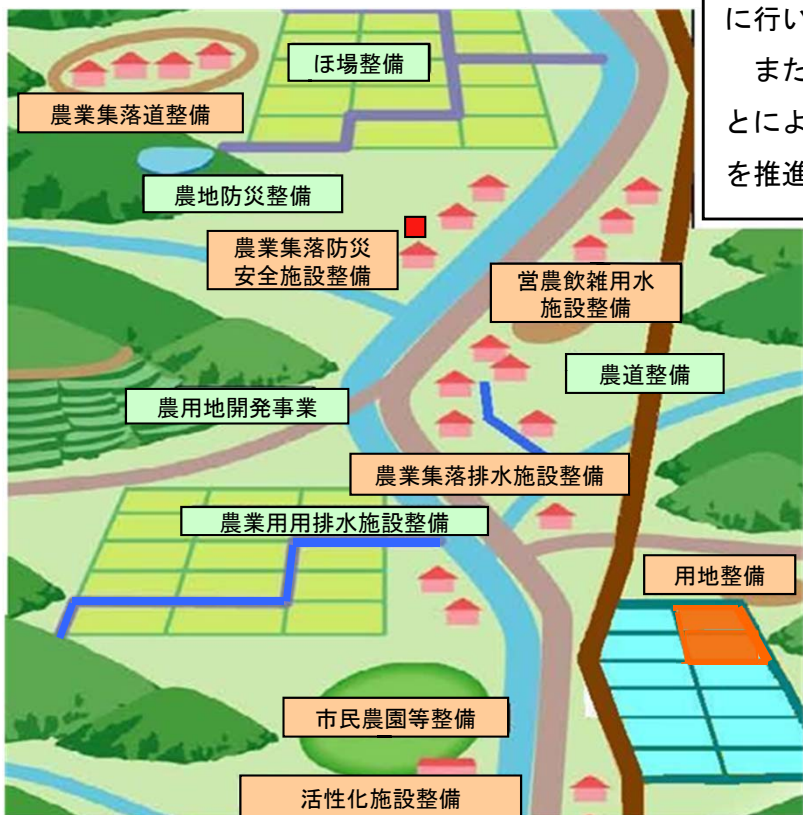 に行い
また
とによ
を推進
ほ場整備
農業集落道整備
農地防災整備
農業集落防災
安全施設整備
営農飲雑用水
施設整備
農道整備
農用地開発事業
農業集落排水施設整備
農業用用排水施設整備
用地整備
市民農園等整備
活性化施設整備